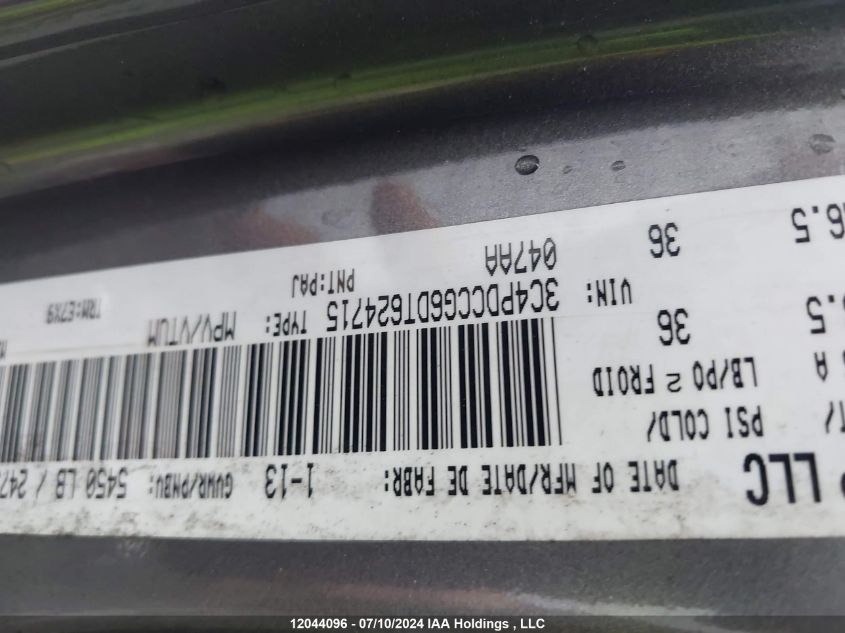 LLC DATE OF MFR/DATE DE FABR: 1-13 GVWR/PNBV: 5450 LB / 247
PSI COLD/
A LB/PO 2 FROID
.5 36 VIN: 3C4PDCCG6DT624715 TYPE: MPV/VTUM
6.5 36 047AA PNT:PAJ TRM:E7X9
12044096 - 07/10/2024 IAA Holdings , LLC